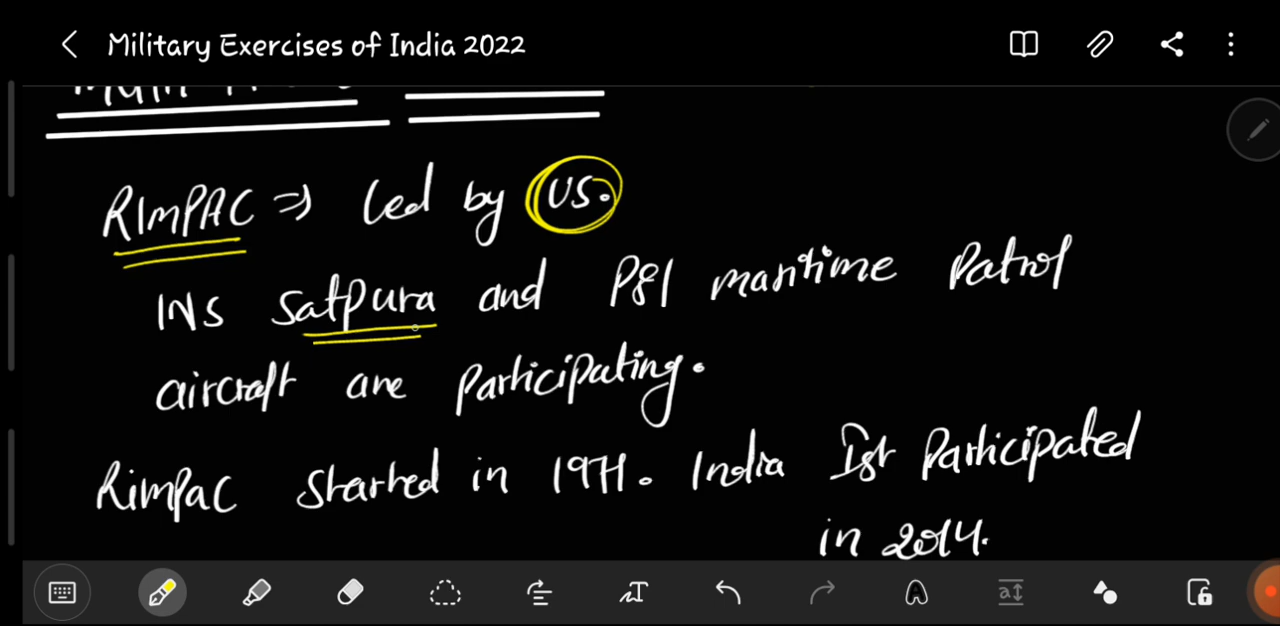 Military Exercises of India 2022
RIMPAC => Led by US.
INS Satpura and P8I maritime Patrol
aircraft are participating.
Rimpac Started in 1971. India Ist Participated
in 2014.